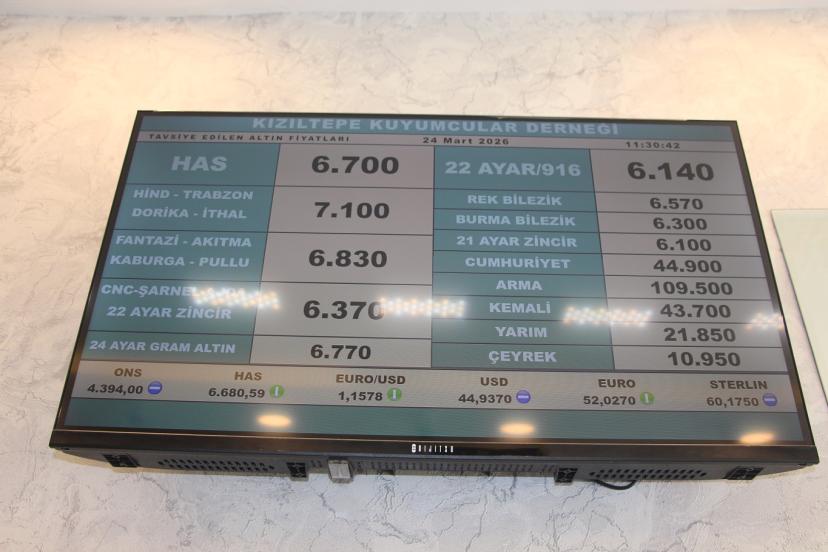 KIZILTEPE KUYUMCULAR DERNEĞİ
TAVSİYE EDİLEN ALTIN FİYATLARI 24 Mart 2026 11:30:42
HAS 6.700
HİND - TRABZON
DORİKA - İTHAL 7.100
FANTAZİ - AKITMA
KABURGA - PULLU 6.830
CNC-ŞARNE
22 AYAR ZİNCİR 6.370
24 AYAR GRAM ALTIN 6.770
22 AYAR/916 6.140
REK BİLEZİK 6.570
BURMA BİLEZİK 6.300
21 AYAR ZİNCİR 6.100
CUMHURİYET 44.900
ARMA 109.500
KEMALİ 43.700
YARIM 21.850
ÇEYREK 10.950
ONS HAS EURO/USD USD EURO STERLIN
4.394,00 6.680,59 1,1578 44,9370 52,0270 60,1750